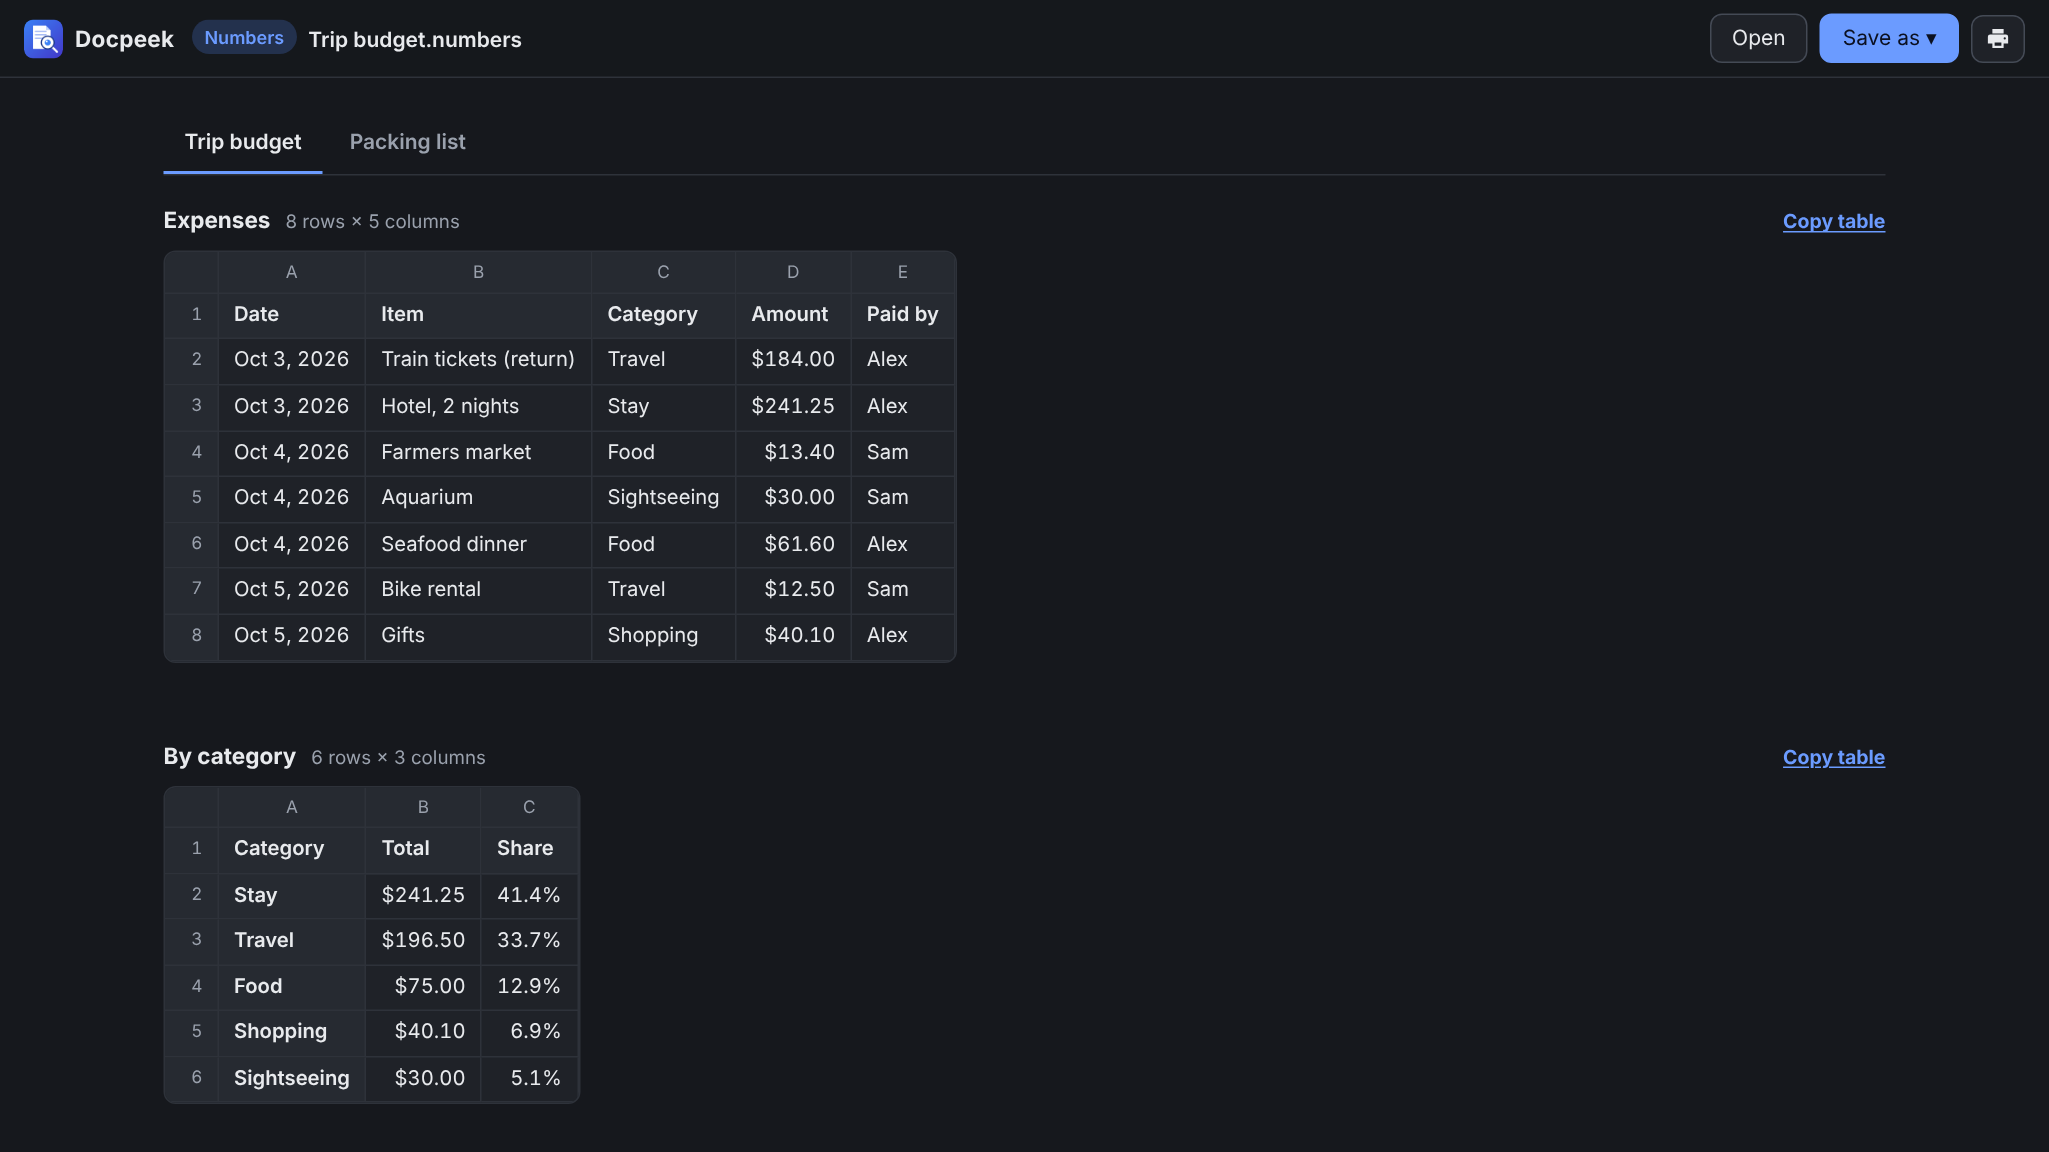 Docpeek Numbers Trip budget.numbers Open Save as ▾
Trip budget Packing list
Expenses 8 rows × 5 columns Copy table
A B C D E
1 Date Item Category Amount Paid by
2 Oct 3, 2026 Train tickets (return) Travel $184.00 Alex
3 Oct 3, 2026 Hotel, 2 nights Stay $241.25 Alex
4 Oct 4, 2026 Farmers market Food $13.40 Sam
5 Oct 4, 2026 Aquarium Sightseeing $30.00 Sam
6 Oct 4, 2026 Seafood dinner Food $61.60 Alex
7 Oct 5, 2026 Bike rental Travel $12.50 Sam
8 Oct 5, 2026 Gifts Shopping $40.10 Alex
By category 6 rows × 3 columns Copy table
A B C
1 Category Total Share
2 Stay $241.25 41.4%
3 Travel $196.50 33.7%
4 Food $75.00 12.9%
5 Shopping $40.10 6.9%
6 Sightseeing $30.00 5.1%